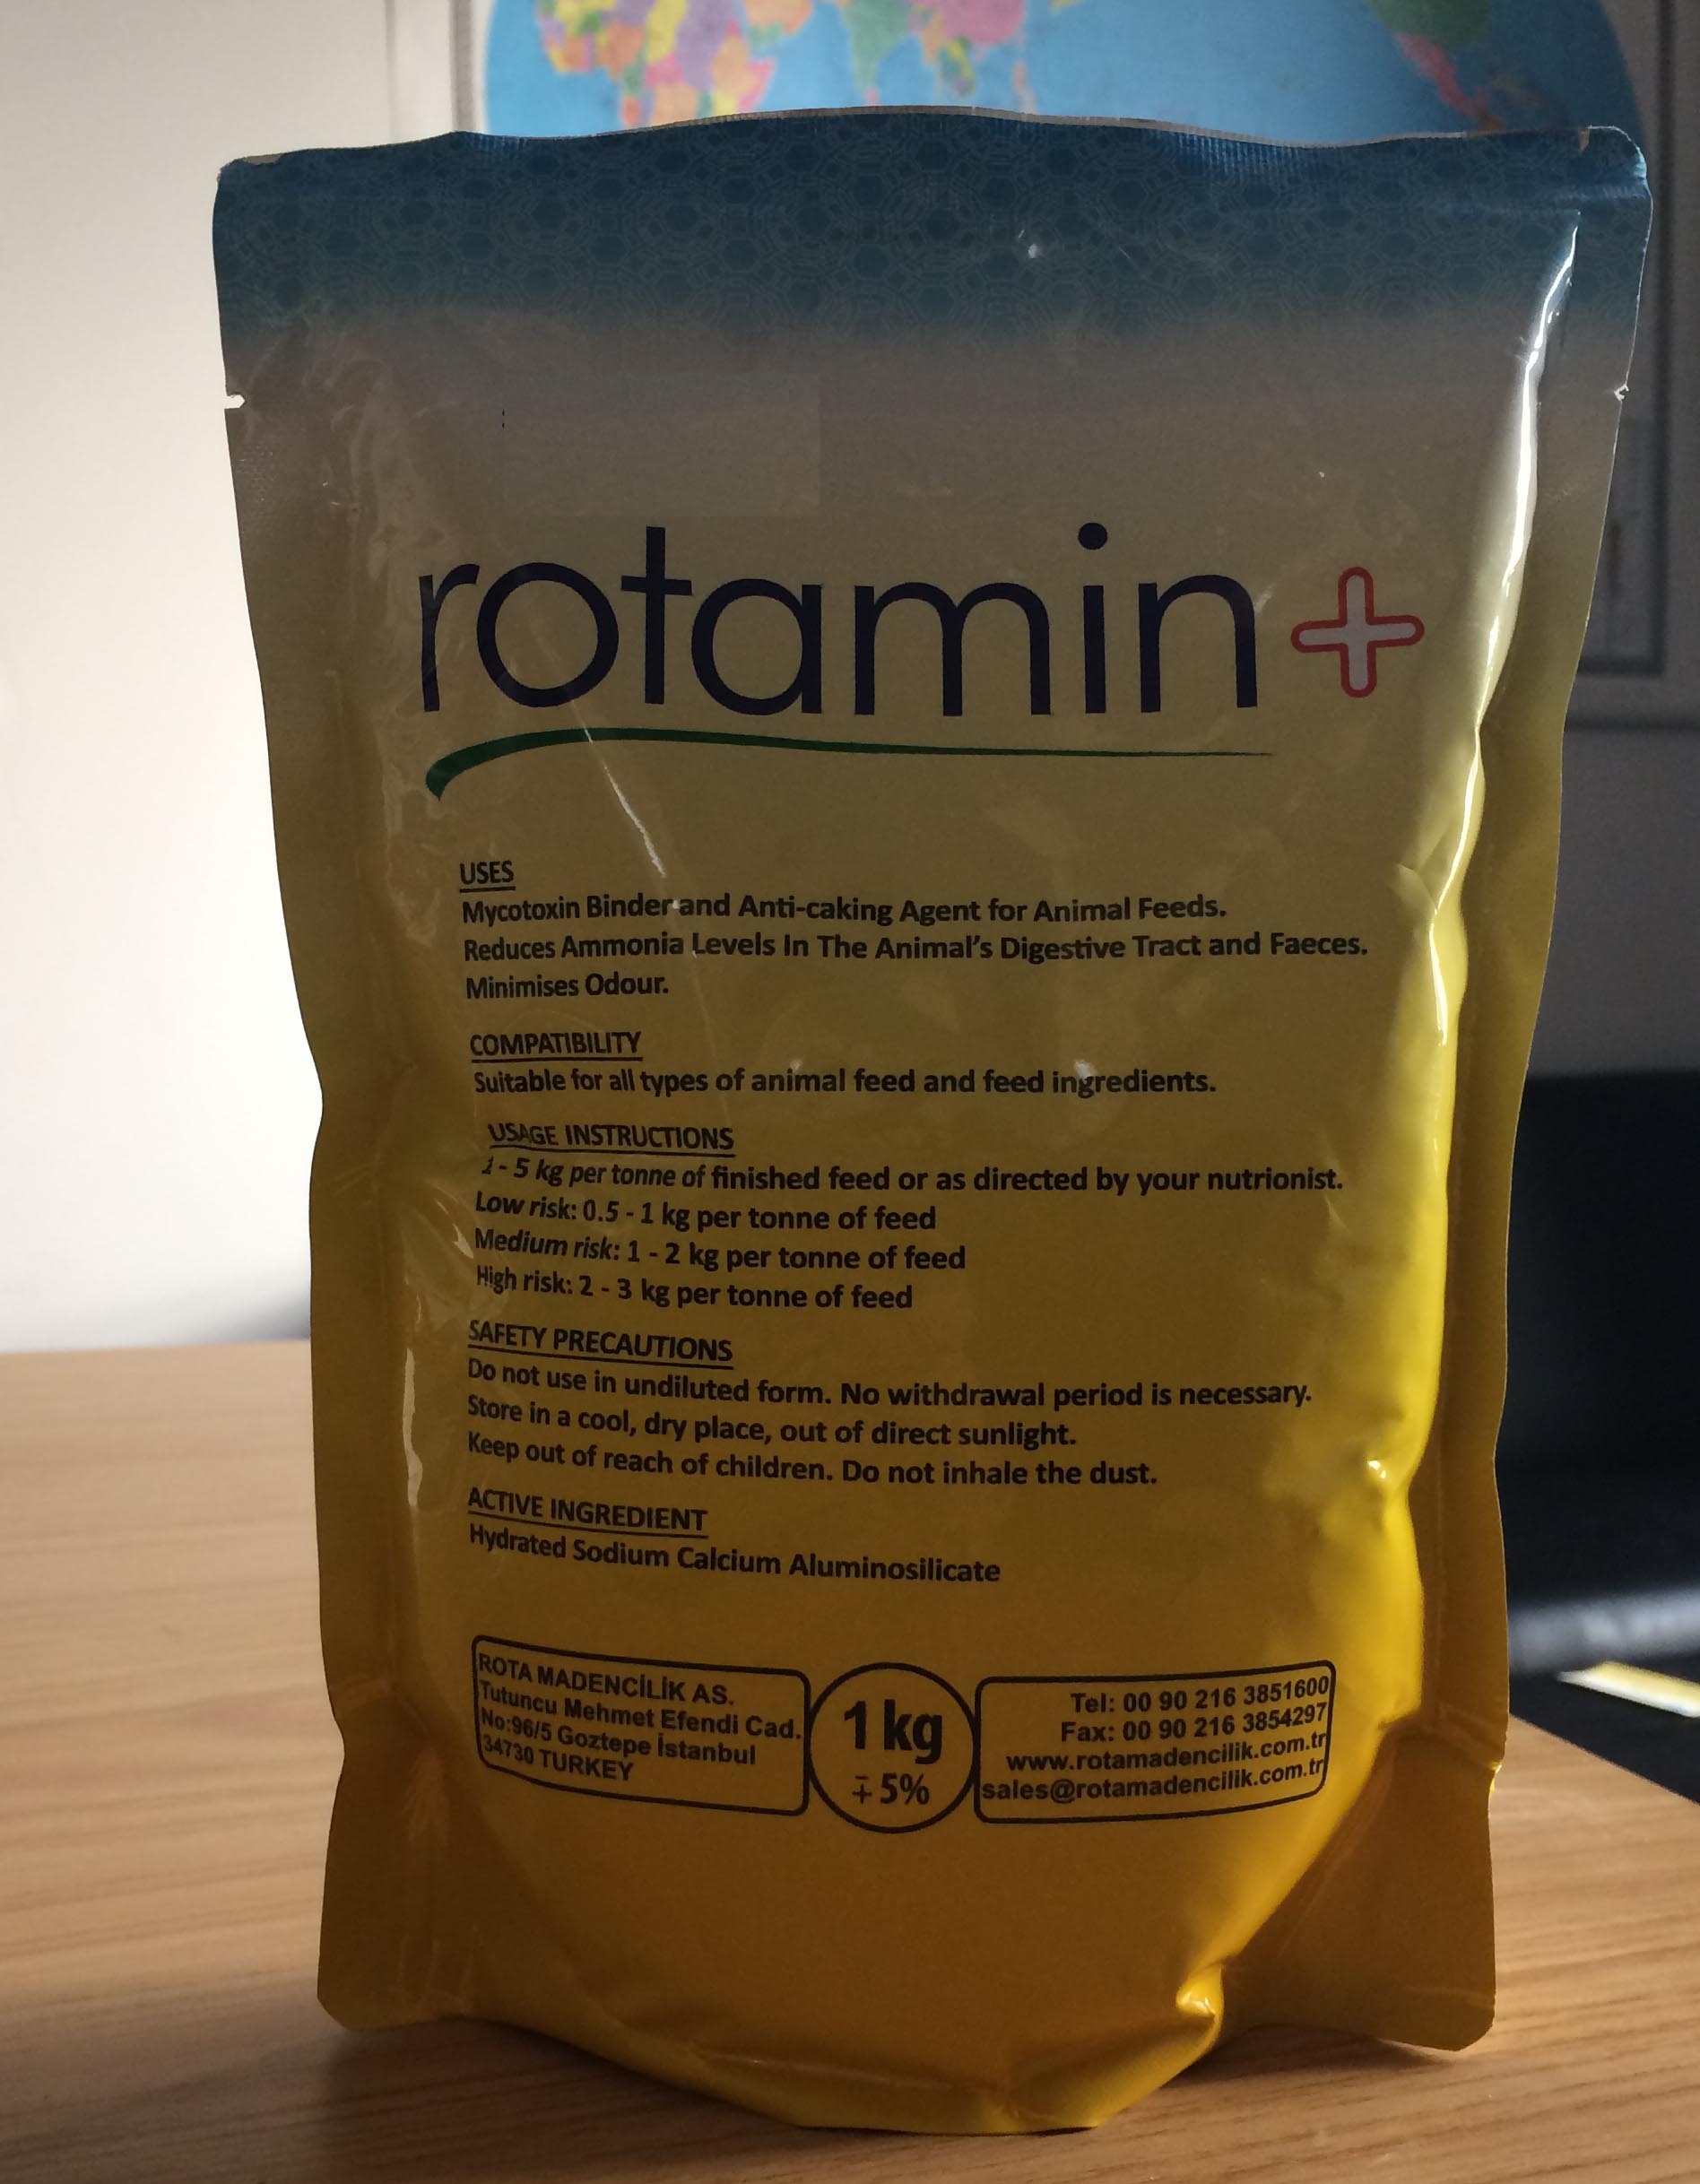 rotamin+
USES
Mycotoxin Binder and Anti-caking Agent for Animal Feeds.
Reduces Ammonia Levels In The Animal's Digestive Tract and Faeces.
Minimises Odour.
COMPATIBILITY
Suitable for all types of animal feed and feed ingredients.
USAGE INSTRUCTIONS
1 - 5 kg per tonne of finished feed or as directed by your nutrionist.
Low risk: 0.5 - 1 kg per tonne of feed
Medium risk: 1 - 2 kg per tonne of feed
High risk: 2 - 3 kg per tonne of feed
SAFETY PRECAUTIONS
Do not use in undiluted form. No withdrawal period is necessary.
Store in a cool, dry place, out of direct sunlight.
Keep out of reach of children. Do not inhale the dust.
ACTIVE INGREDIENT
Hydrated Sodium Calcium Aluminosilicate
ROTA MADENCİLİK AS.
Tutuncu Mehmet Efendi Cad.
No:96/5 Goztepe İstanbul
34730 TURKEY
1 kg
∓ 5%
Tel: 00 90 216 3851600
Fax: 00 90 216 3854297
www.rotamadencilik.com.tr
sales@rotamadencilik.com.tr